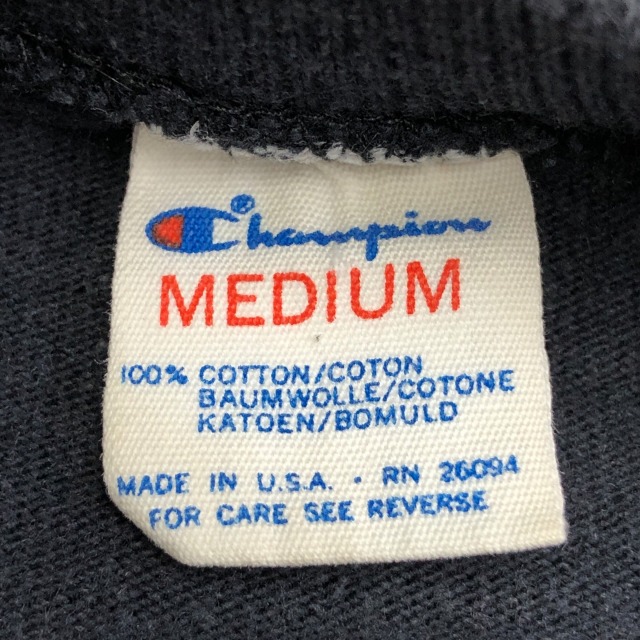 Champion®
MEDIUM
100% COTTON/COTON
BAUMWOLLE/COTONE
KATOEN/BOMULD
MADE IN U.S.A. • RN 26094
FOR CARE SEE REVERSE